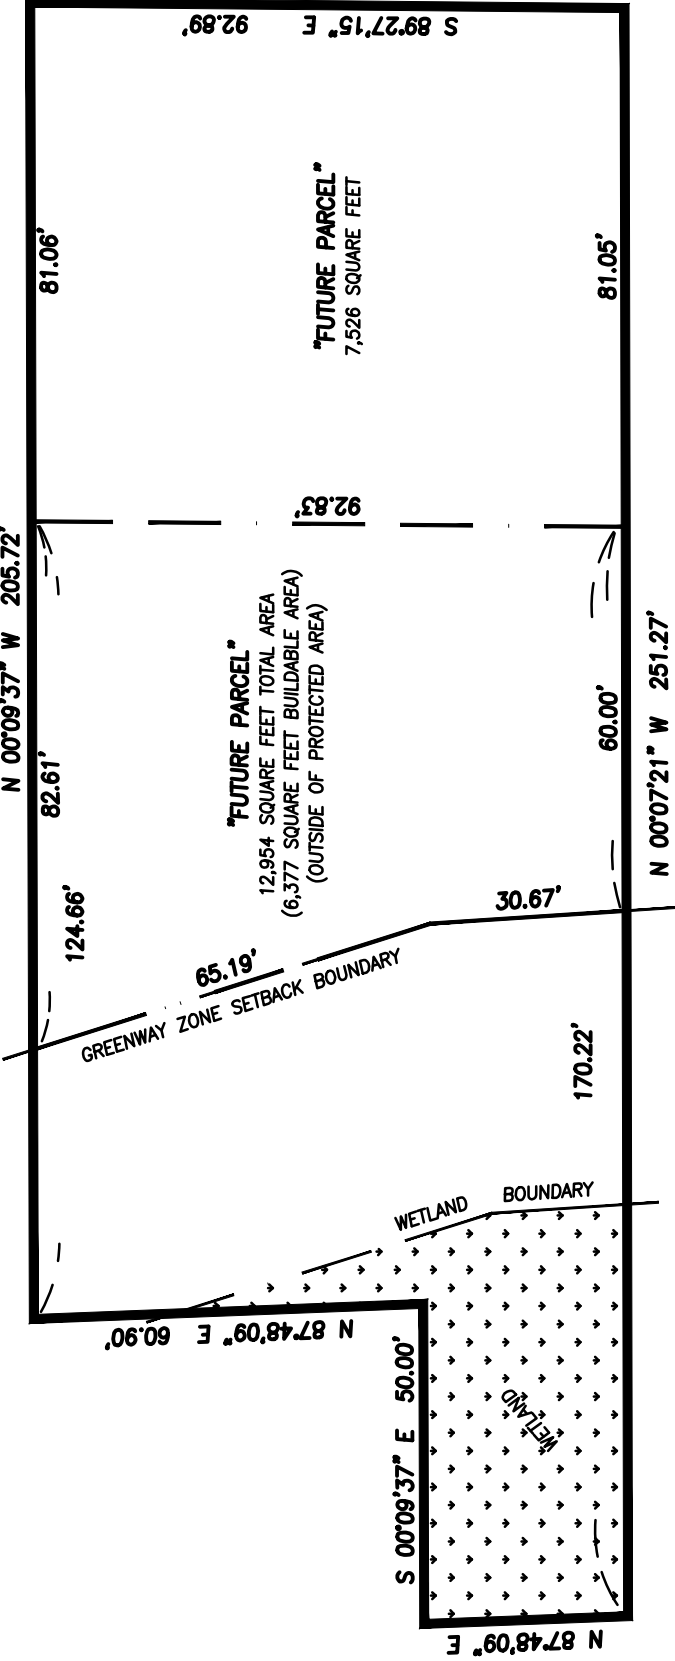 S 89°27'15" E 92.89'
81.06'
"FUTURE PARCEL"
7,526 SQUARE FEET
81.05'
92.83'
N 00°09'37" W 205.72'
"FUTURE PARCEL"
12,954 SQUARE FEET TOTAL AREA
(6,377 SQUARE FEET BUILDABLE AREA)
(OUTSIDE OF PROTECTED AREA)
82.61'
60.00'
N 00°07'21" W 251.27'
124.66'
30.67'
65.19'
GREENWAY ZONE SETBACK BOUNDARY
170.22'
WETLAND BOUNDARY
N 87°48'09" E 60.90'
S 00°09'37" E 50.00'
WETLAND
N 87°48'09" E